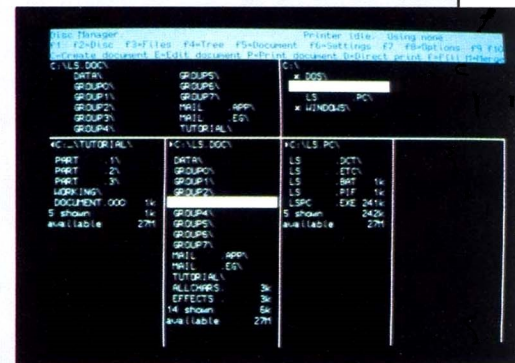 Disc Manager. Printer idle. Using none.
f1 f2=Disc f3=Files f4=Tree f5=Document f6=Settings f7 f8=Options f9 f10
C=Create document E=Edit document P=Print document D=Direct print F=Fili M=Merge
C:\LS.DOC\
DATA\ GROUP5\
GROUP0\ GROUP6\
GROUP1\ GROUP7\
GROUP2\ MAIL .APP\
GROUP3\ MAIL .EG\
GROUP4\ TUTORIAL\
C:\
× DOS\
LS .PC\
× WINDOWS\
◄C:.\TUTORIAL\
PART .1\
PART .2\
PART .3\
WORKING\
DOCUMENT.000 1k
5 shown 1k
available 27M
►C:\LS.DOC\
DATA\
GROUP0\
GROUP1\
GROUP2\
GROUP4\
GROUP5\
GROUP6\
GROUP7\
MAIL .APP\
MAIL .EG\
TUTORIAL\
ALLCHARS. 3k
EFFECTS . 3k
14 shown 6k
available 27M
►C:\LS.PC\
LS .DCT\
LS .ETC\
LS .BAT 1k
LS .PIF 1k
LSPC .EXE 241k
5 shown 242k
available 27M